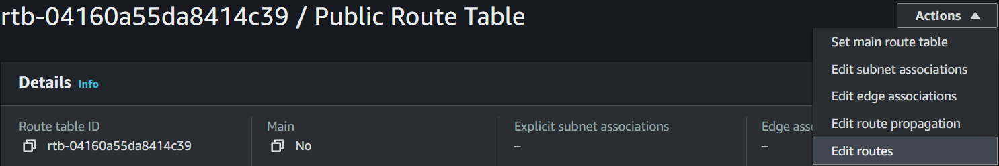 rtb-04160a55da8414c39 / Public Route Table
Actions
Set main route table
Edit subnet associations
Edit edge associations
Edit route propagation
Edit routes
Details Info
Route table ID
rtb-04160a55da8414c39
Main
No
Explicit subnet associations
–
Edge asso
–